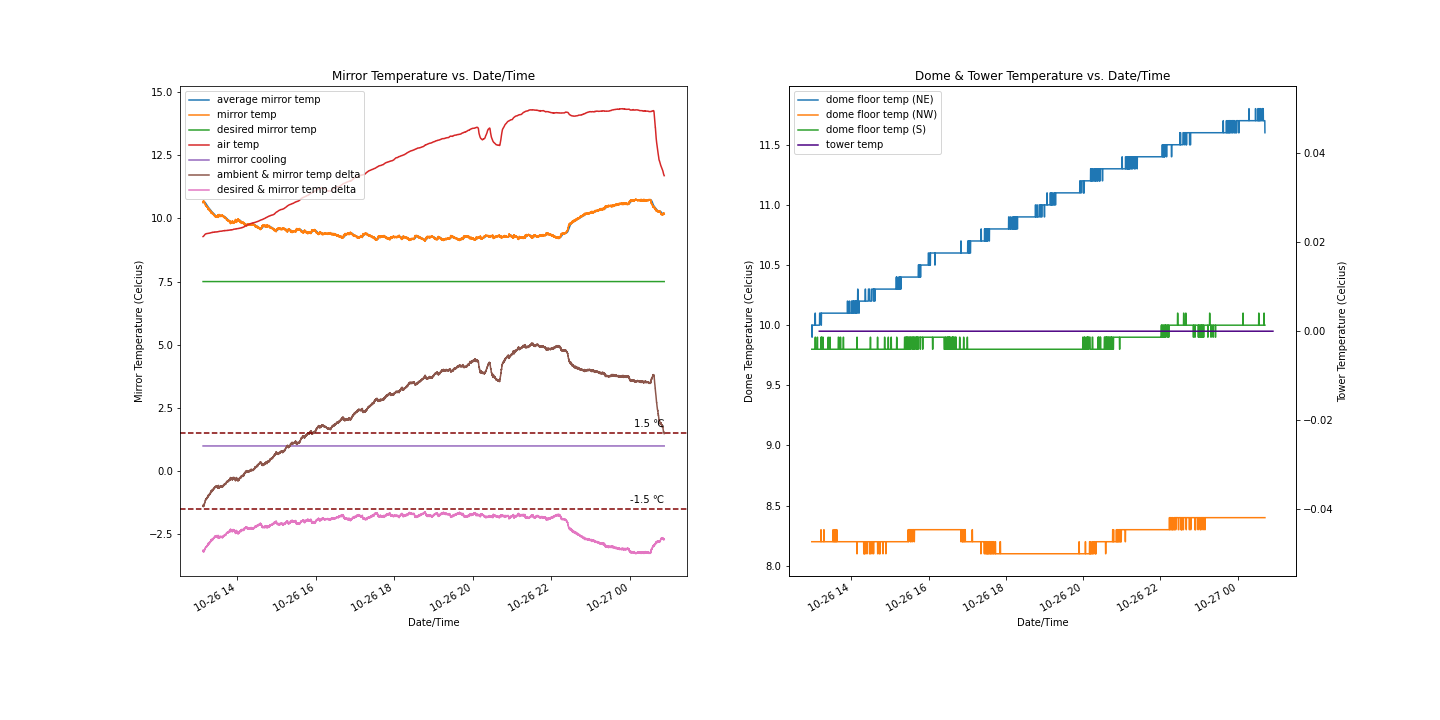 Mirror Temperature vs. Date/Time
15.0
12.5
10.0
7.5
5.0
2.5
0.0
−2.5
Mirror Temperature (Celcius)
average mirror temp
mirror temp
desired mirror temp
air temp
mirror cooling
ambient & mirror temp delta
desired & mirror temp delta
1.5 °C
-1.5 °C
10-26 14
10-26 16
10-26 18
10-26 20
10-26 22
10-27 00
Date/Time
Dome & Tower Temperature vs. Date/Time
11.5
11.0
10.5
10.0
9.5
9.0
8.5
8.0
Dome Temperature (Celcius)
dome floor temp (NE)
dome floor temp (NW)
dome floor temp (S)
tower temp
0.04
0.02
0.00
−0.02
−0.04
Tower Temperature (Celcius)
10-26 14
10-26 16
10-26 18
10-26 20
10-26 22
10-27 00
Date/Time